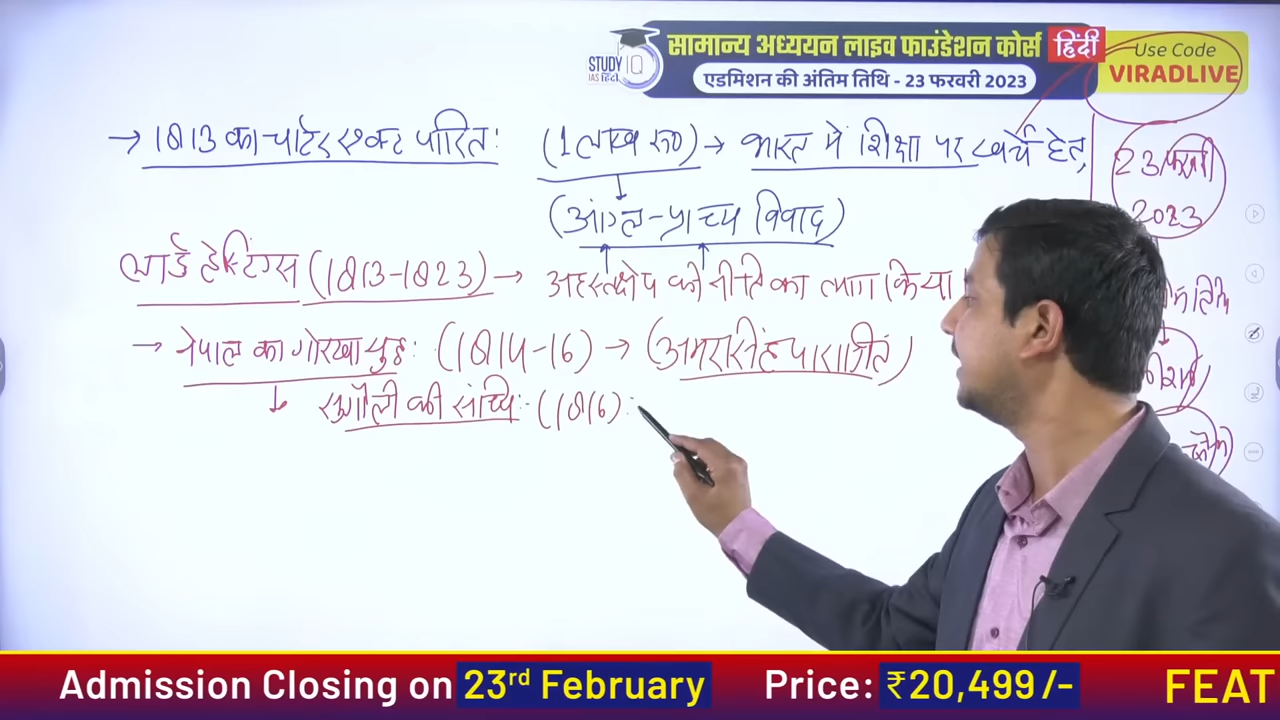 STUDY IQ
IAS हिंदी
सामान्य अध्ययन लाइव फाउंडेशन कोर्स हिंदी
एडमिशन की अंतिम तिथि - 23 फरवरी 2023
Use Code
VIRADLIVE
→ 1813 का चार्टर एक्ट पारित: (1 लाख रू0) → भारत में शिक्षा पर खर्च हेतु,
(आंग्ल-प्राच्य विवाद)
लार्ड हेस्टिंग्स (1813-1823) → अहस्तक्षेप की नीति का त्याग किया
→ नेपाल का गोरखा युद्ध: (1814-16) → (अमरसिंह पराजित)
सुगौली की संधि:- (1816):
23 फरवरी
2023
Admission Closing on 23rd February Price: ₹20,499/- FEAT